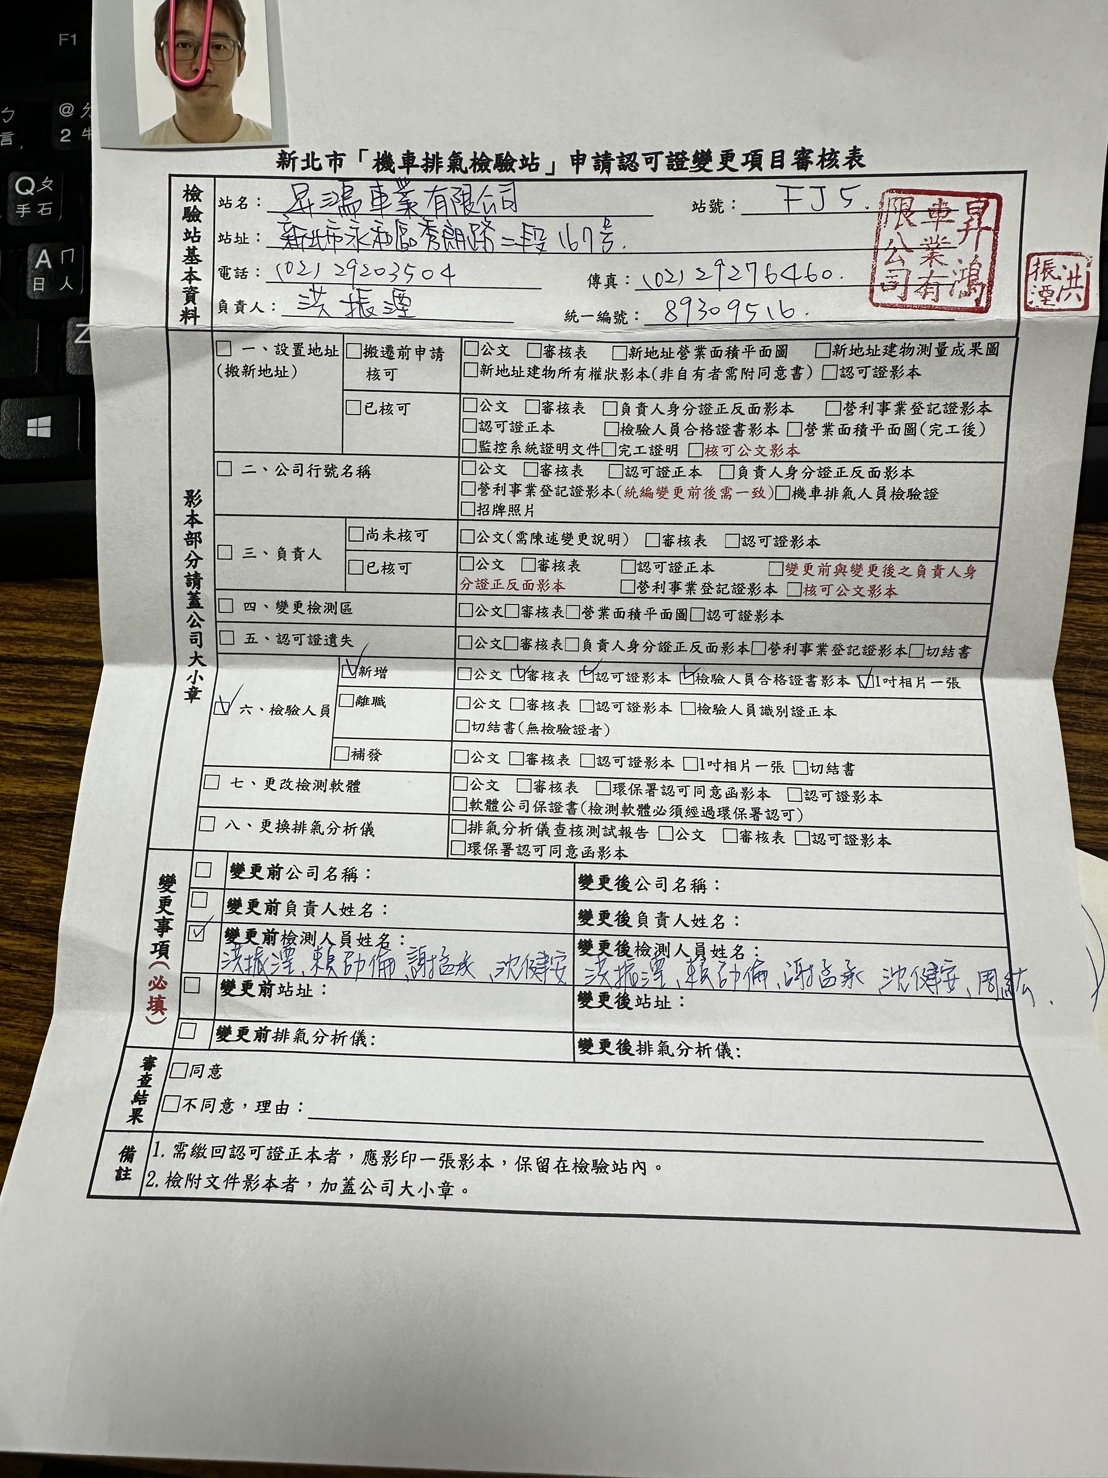 新北市「機車排氣檢驗站」申請認可證變更項目審核表
檢驗站基本資料
站名：昇鴻車業有限公司 站號：FJ5.
站址：新北市永和區秀朗路二段167號.
電話：(02) 29203504 傳真：(02) 29276460.
負責人：洪振潭 統一編號：89309516.
昇鴻車業有限公司
洪振潭
影本部分請蓋公司大小章
□ 一、設置地址(搬新地址)
□搬遷前申請核可
□公文 □審核表 □新地址營業面積平面圖 □新地址建物測量成果圖
□新地址建物所有權狀影本(非自有者需附同意書) □認可證影本
□已核可
□公文 □審核表 □負責人身分證正反面影本 □營利事業登記證影本
□認可證正本 □檢驗人員合格證書影本 □營業面積平面圖(完工後)
□監控系統證明文件□完工證明 □核可公文影本
□ 二、公司行號名稱
□公文 □審核表 □認可證正本 □負責人身分證正反面影本
□營利事業登記證影本(統編變更前後需一致)□機車排氣人員檢驗證
□招牌照片
□ 三、負責人
□尚未核可
□公文(需陳述變更說明) □審核表 □認可證影本
□已核可
□公文 □審核表 □認可證正本 □變更前與變更後之負責人身
分證正反面影本 □營利事業登記證影本 □核可公文影本
□ 四、變更檢測區
□公文□審核表□營業面積平面圖□認可證影本
□ 五、認可證遺失
□公文□審核表□負責人身分證正反面影本□營利事業登記證影本□切結書
☑ 六、檢驗人員
☑新增
□公文 ☑審核表 ☑認可證影本 ☑檢驗人員合格證書影本 ☑1吋相片一張
□離職
□公文 □審核表 □認可證影本 □檢驗人員識別證正本
□切結書(無檢驗證者)
□補發
□公文 □審核表 □認可證影本 □1吋相片一張 □切結書
□ 七、更改檢測軟體
□公文 □審核表 □環保署認可同意函影本 □認可證影本
□軟體公司保證書(檢測軟體必須經過環保署認可)
□ 八、更換排氣分析儀
□排氣分析儀查核測試報告 □公文 □審核表 □認可證影本
□環保署認可同意函影本
變更事項(必填)
□ 變更前公司名稱： 變更後公司名稱：
□ 變更前負責人姓名： 變更後負責人姓名：
☑ 變更前檢測人員姓名： 變更後檢測人員姓名：
洪振潭、賴劭倫、謝孟承、沈健安 洪振潭、賴劭倫、謝孟承、沈健安、周紘.
□ 變更前站址： 變更後站址：
□ 變更前排氣分析儀: 變更後排氣分析儀:
審查結果
□同意
□不同意，理由：
備註
1. 需繳回認可證正本者，應影印一張影本，保留在檢驗站內。
2. 檢附文件影本者，加蓋公司大小章。
F1
ㄅ
言
@
2
Qㄆ
手石
Aㄇ
日人
Z